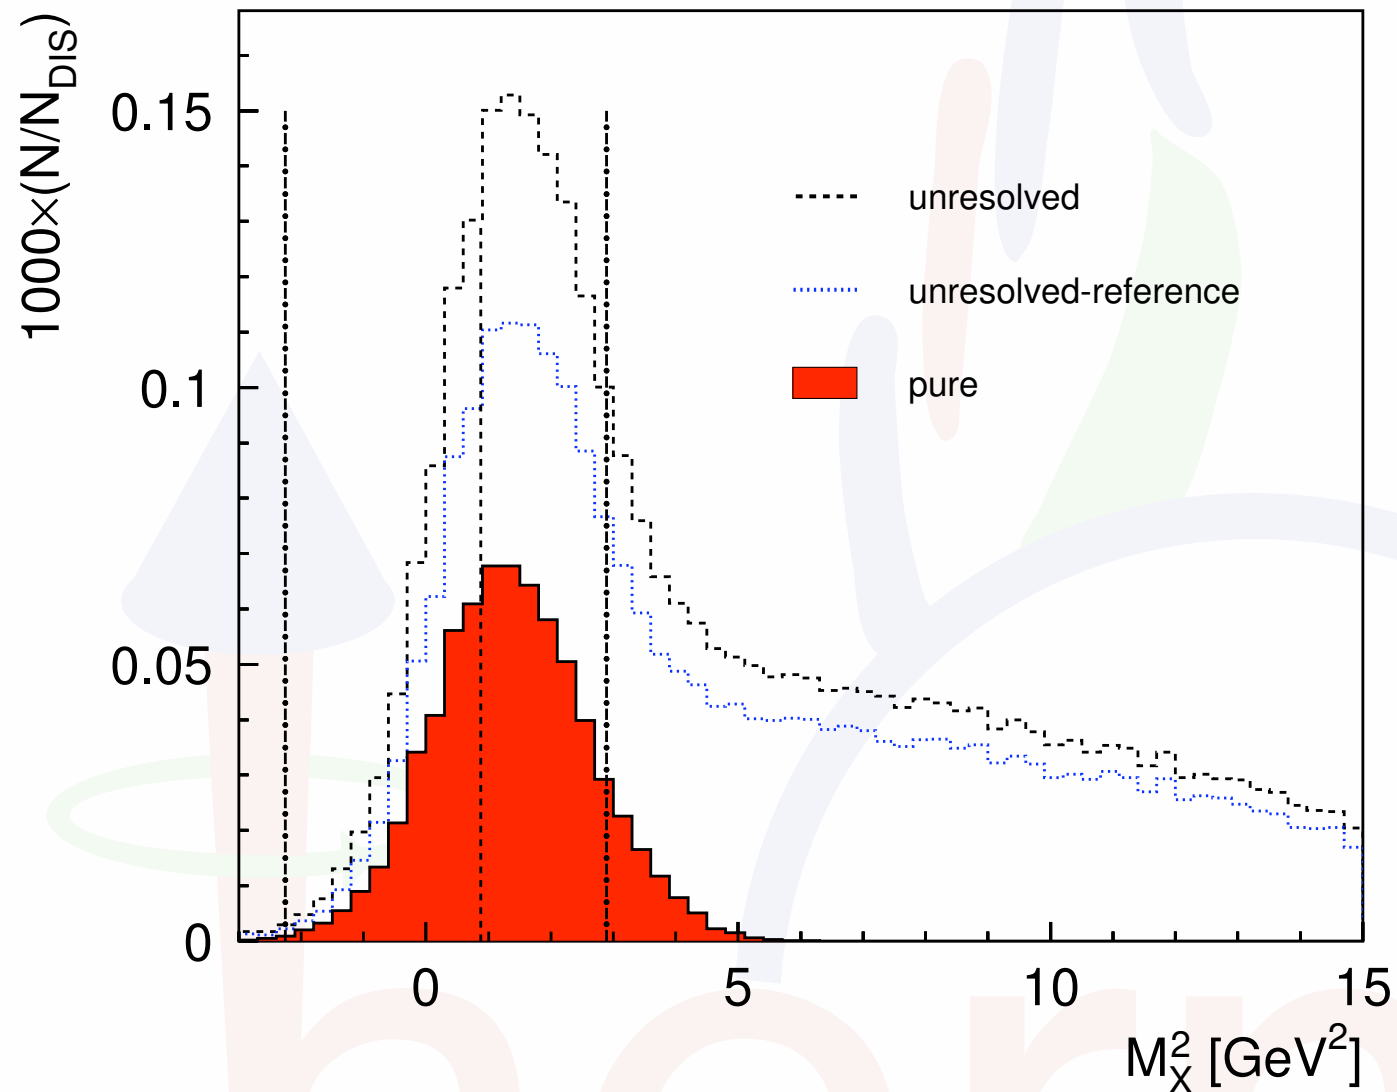 1000×(N/N_DIS)
0.15
unresolved
unresolved-reference
0.1
pure
0.05
0
0 5 10 15
M_X^2 [GeV^2]